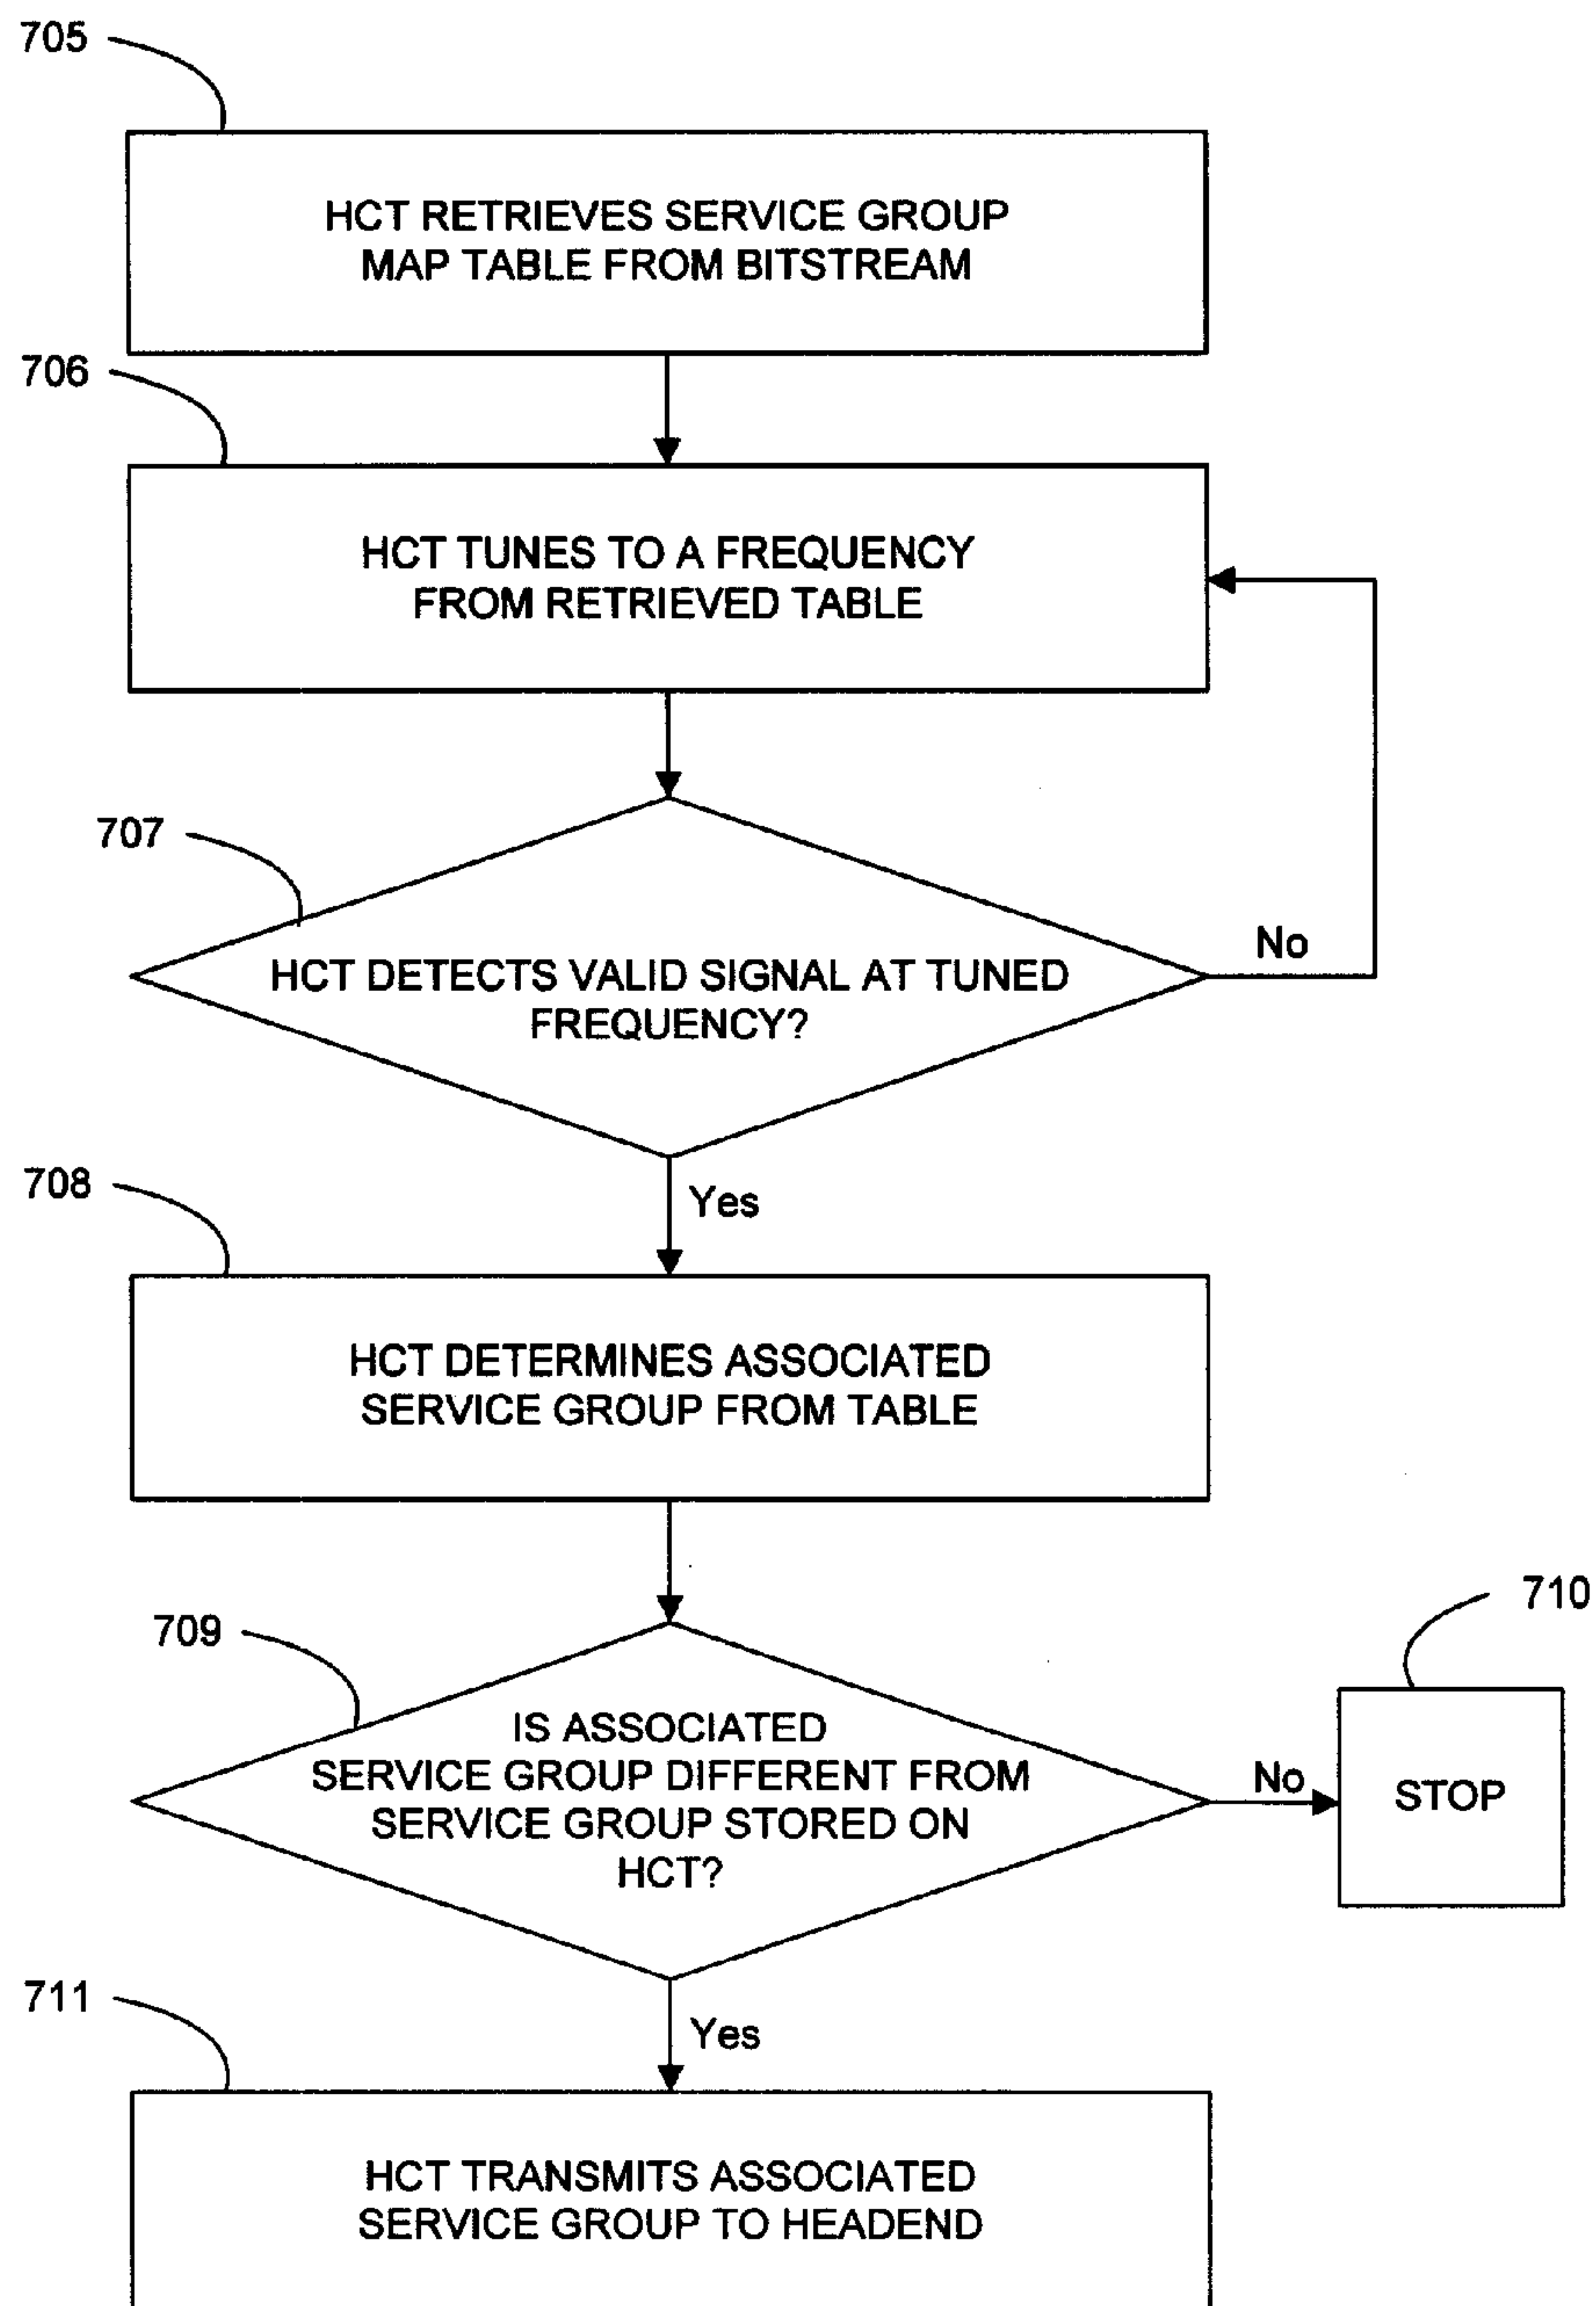 705
HCT RETRIEVES SERVICE GROUP
MAP TABLE FROM BITSTREAM
706
HCT TUNES TO A FREQUENCY
FROM RETRIEVED TABLE
707
HCT DETECTS VALID SIGNAL AT TUNED
FREQUENCY?
No
708
Yes
HCT DETERMINES ASSOCIATED
SERVICE GROUP FROM TABLE
709
IS ASSOCIATED
SERVICE GROUP DIFFERENT FROM
SERVICE GROUP STORED ON
HCT?
No
710
STOP
711
Yes
HCT TRANSMITS ASSOCIATED
SERVICE GROUP TO HEADEND